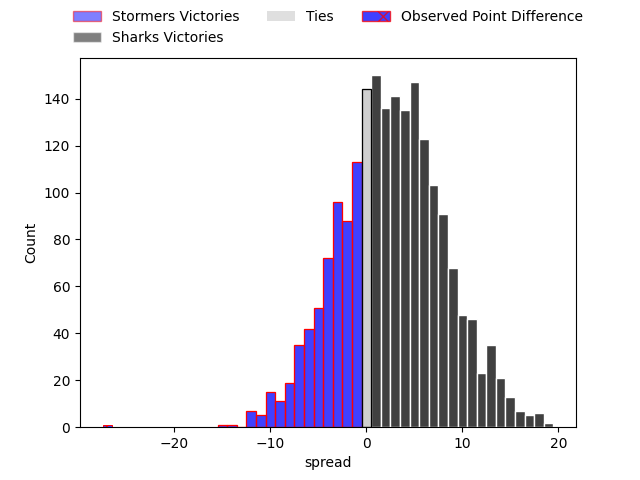 Stormers Victories
Ties
Observed Point Difference
Sharks Victories
140
120
100
80
60
40
20
0
Count
−20
−10
0
10
20
spread